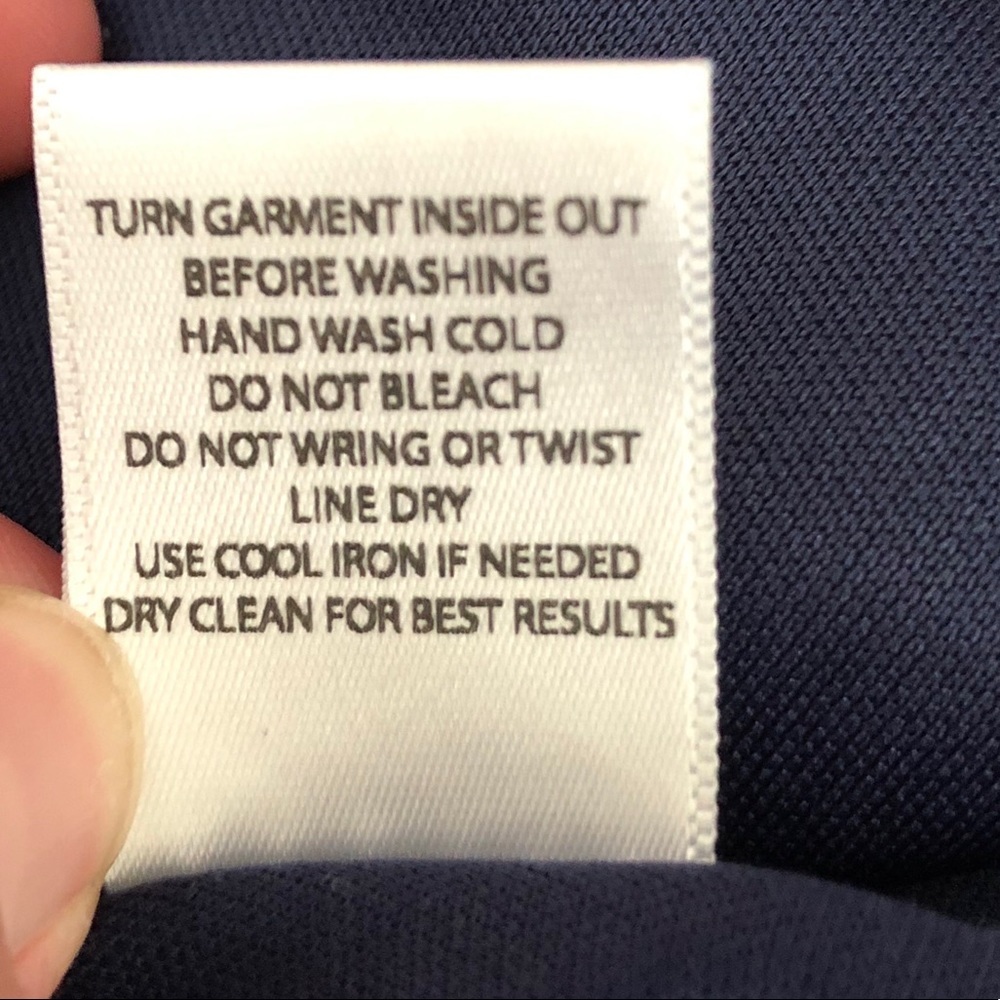 TURN GARMENT INSIDE OUT
BEFORE WASHING
HAND WASH COLD
DO NOT BLEACH
DO NOT WRING OR TWIST
LINE DRY
USE COOL IRON IF NEEDED
DRY CLEAN FOR BEST RESULTS